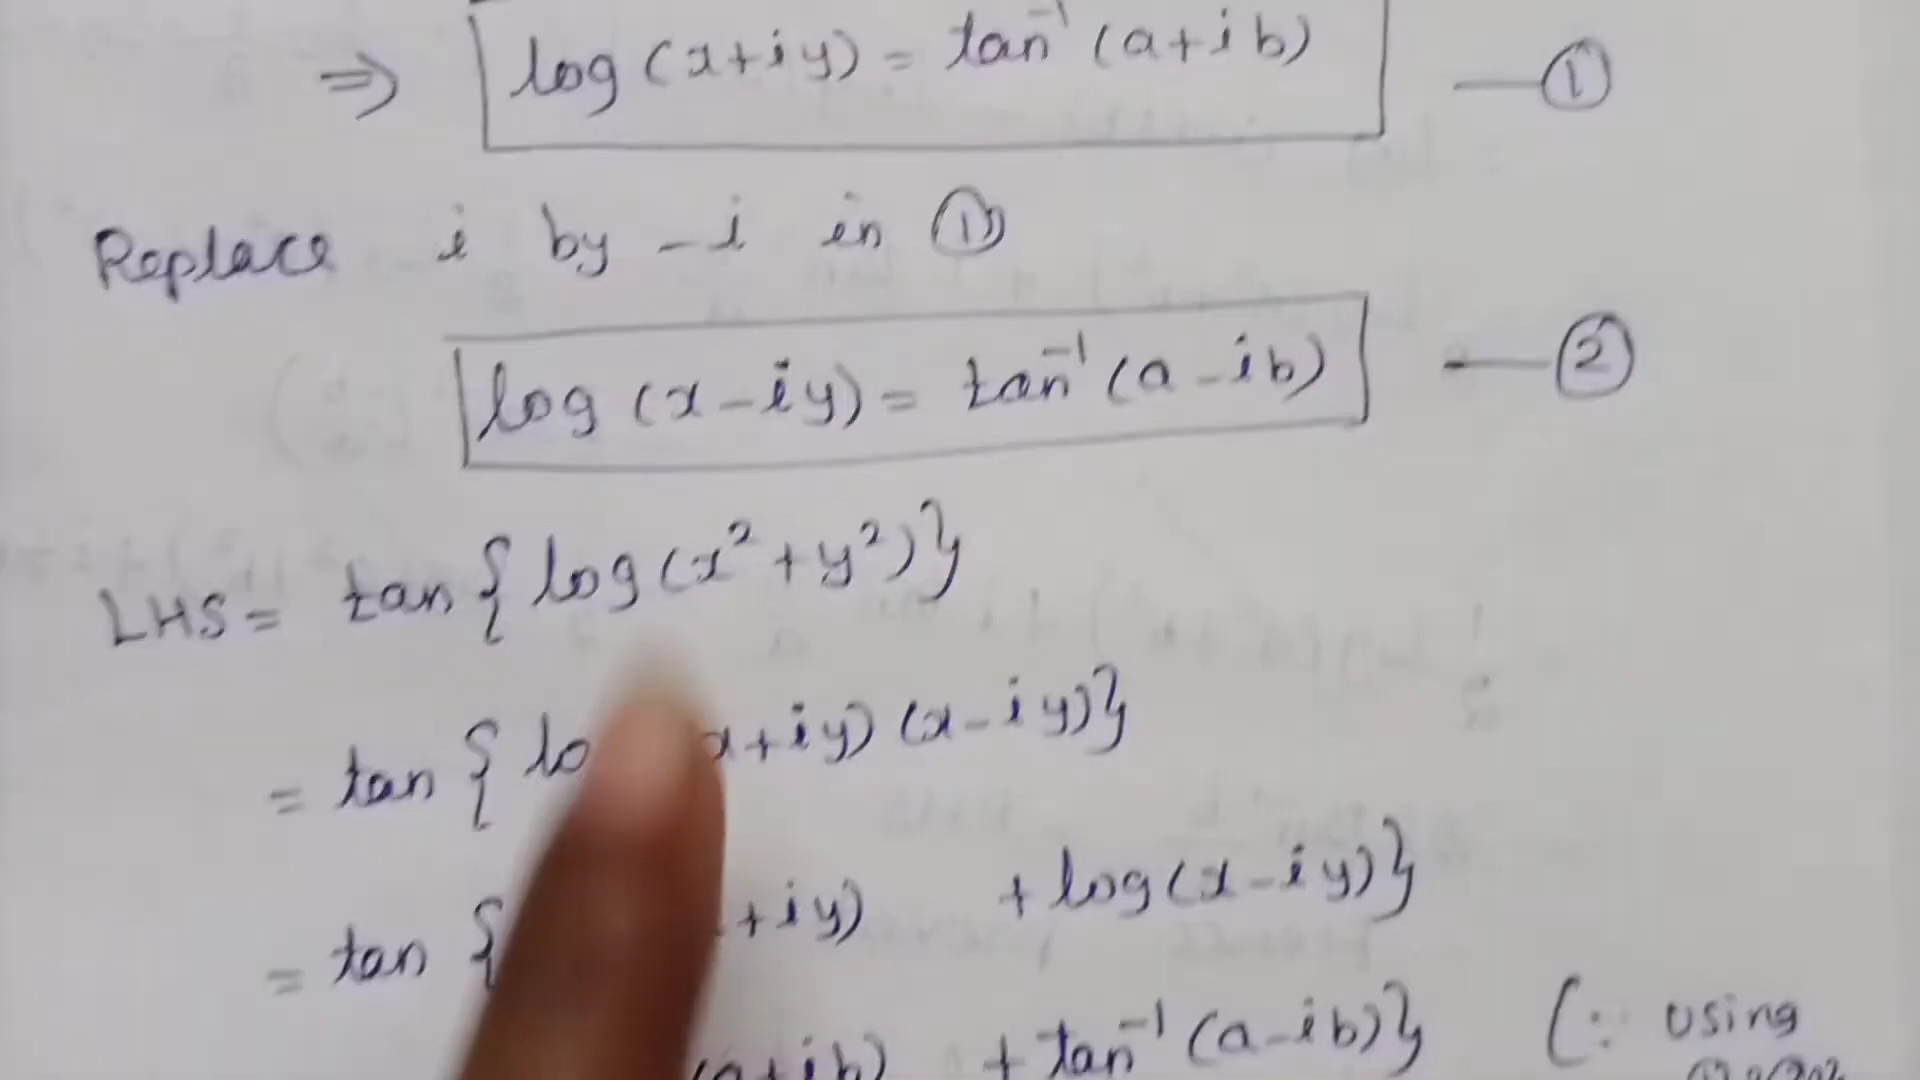 ⇒ log(x+iy) = tan⁻¹(a+ib) —①
Replace i by -i in ①
log(x-iy) = tan⁻¹(a-ib) —②
LHS = tan{log(x²+y²)}
= tan{lo x+iy)(x-iy)}
= tan{ +iy) + log(x-iy)}
(a+ib) + tan⁻¹(a-ib)} (∵ using